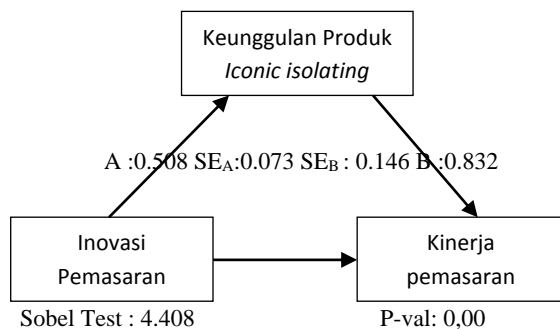 Keunggulan Produk
Iconic isolating
A :0.508 SEA:0.073 SEB : 0.146 B :0.832
Inovasi
Pemasaran
Kinerja
pemasaran
Sobel Test : 4.408
P-val: 0,00